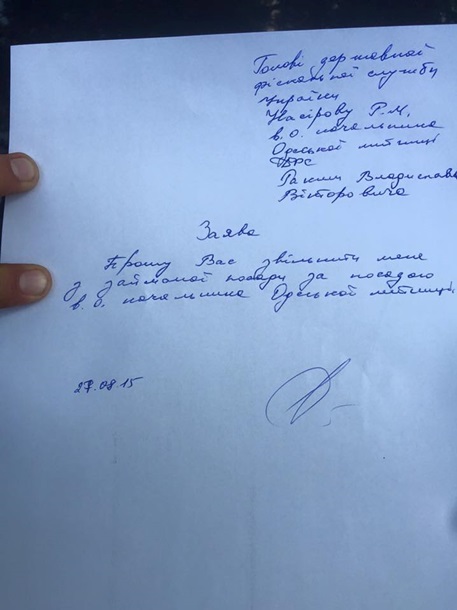 Голові державної
фіскальної служби
України
Насірову Р.М.
в.о. начальника
Одеської митниці
ДФС
Владислава
Вікторовича
Заява
Прошу Вас звільнити мене
з займаної посади за посадою
в.о. начальника Одеської митниці.
27.08.15